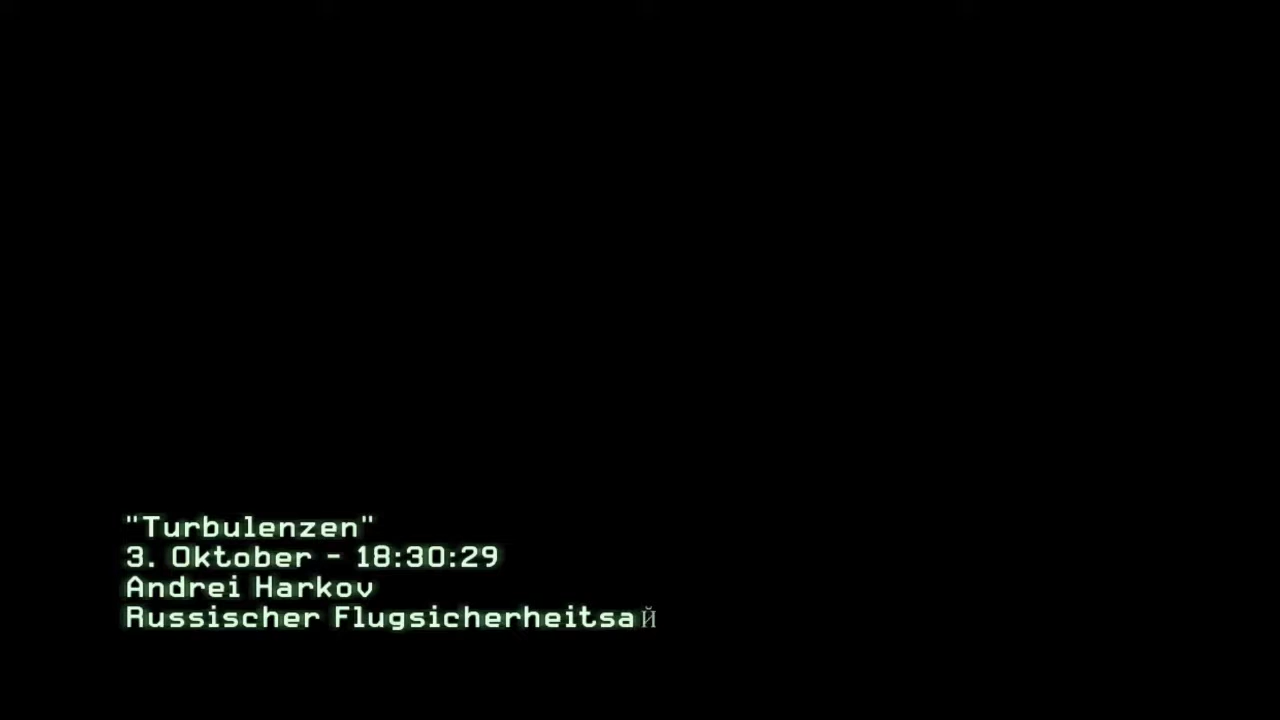 "Turbulenzen"
3. Oktober - 18:30:29
Andrei Harkov
Russischer Flugsicherheitsaй